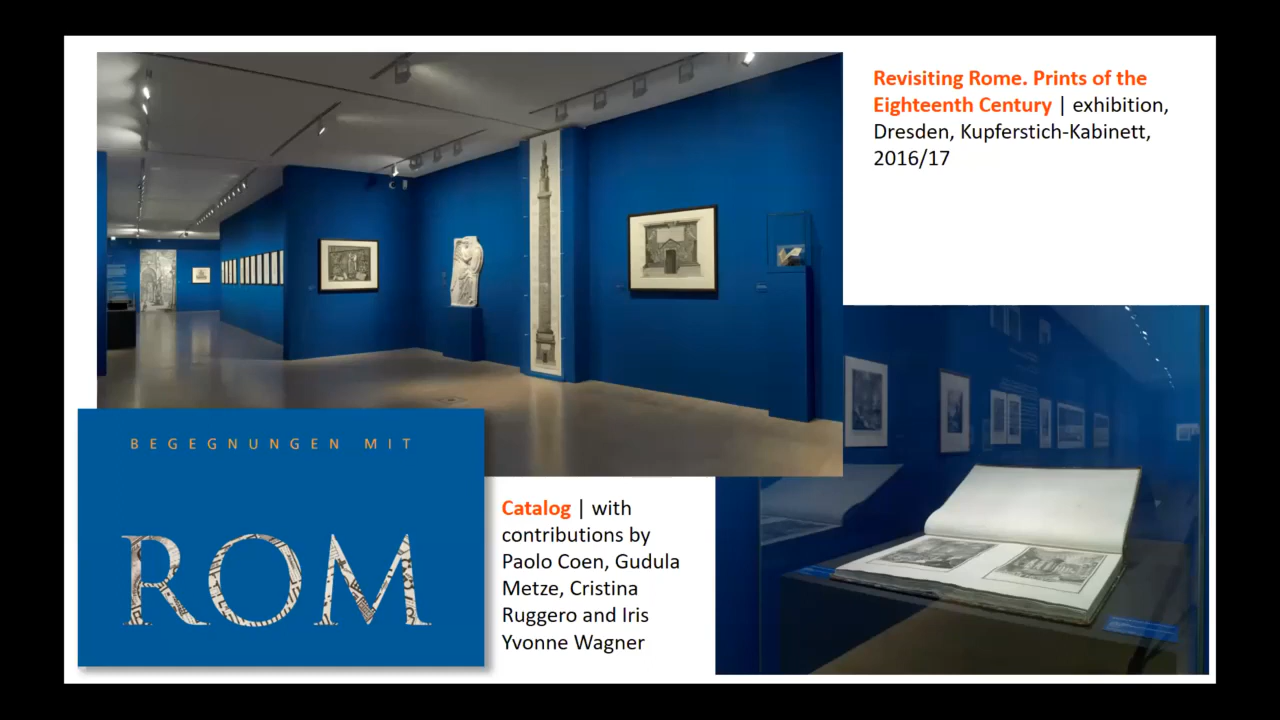 Revisiting Rome. Prints of the
Eighteenth Century | exhibition,
Dresden, Kupferstich-Kabinett,
2016/17
BEGEGNUNGEN MIT
ROM
Catalog | with
contributions by
Paolo Coen, Gudula
Metze, Cristina
Ruggero and Iris
Yvonne Wagner